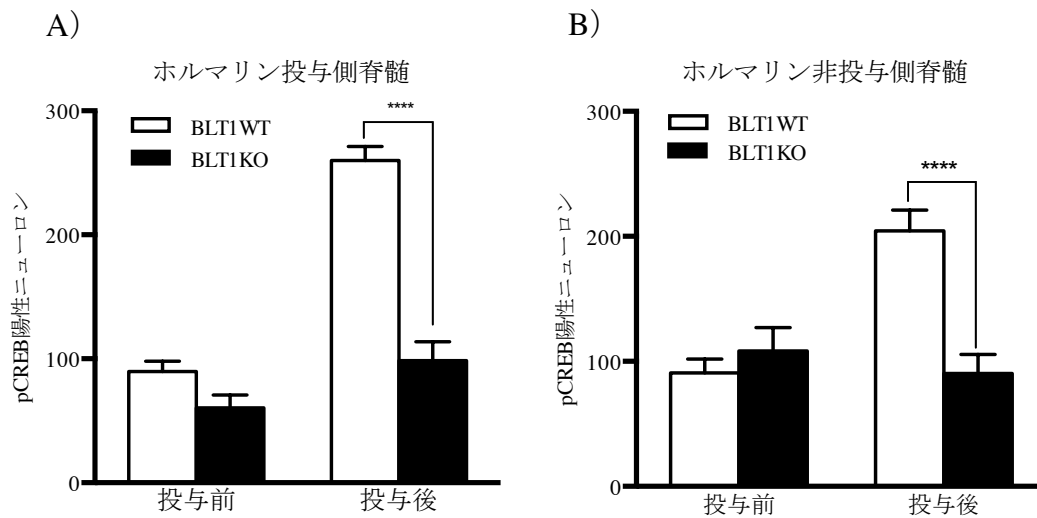 A)
ホルマリン投与側脊髄
****
300
BLT1WT
BLT1KO
200
pCREB陽性ニューロン
100
0
投与前
投与後
B)
ホルマリン非投与側脊髄
300
BLT1WT
BLT1KO
****
200
pCREB陽性ニューロン
100
0
投与前
投与後